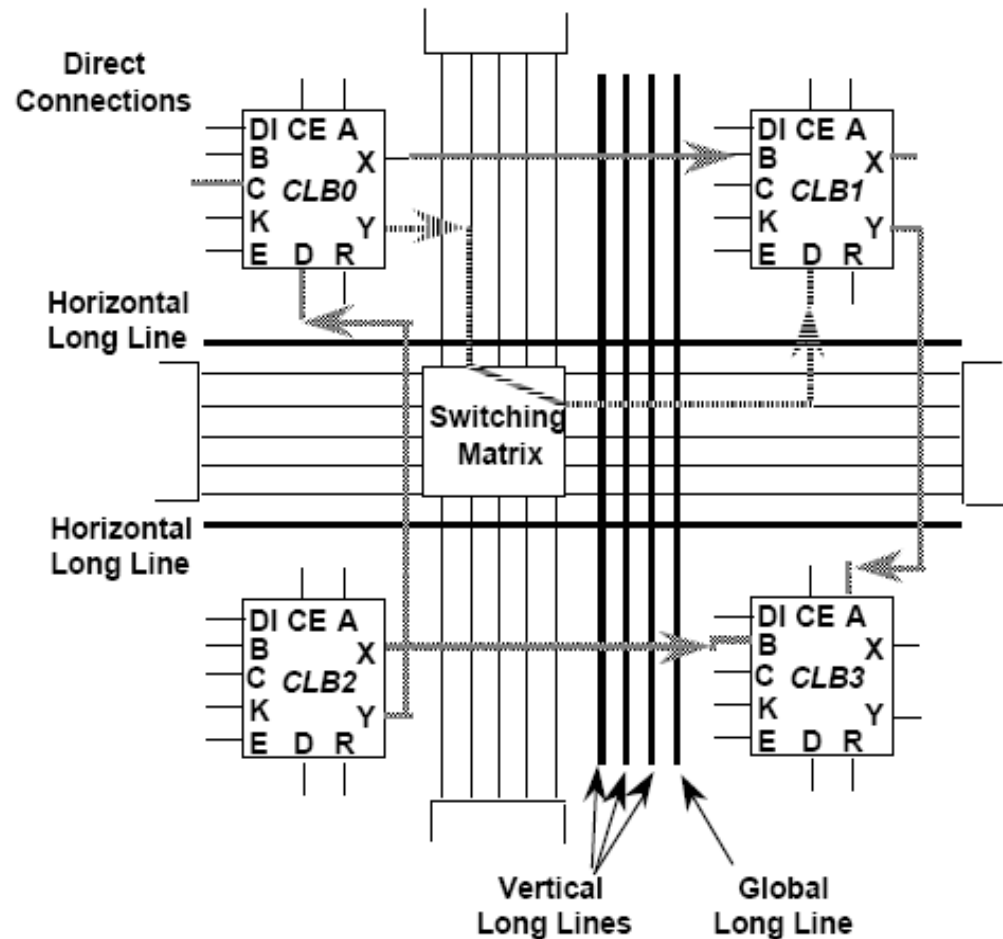 Direct
Connections
DI CE A
B
X
C
CLB0
K
Y
E D R
DI CE A
B
X
C
CLB1
K
Y
E D R
Horizontal
Long Line
Switching
Matrix
Horizontal
Long Line
DI CE A
B
X
C
CLB2
K
Y
E D R
DI CE A
B
X
C
CLB3
K
Y
E D R
Vertical
Long Lines
Global
Long Line